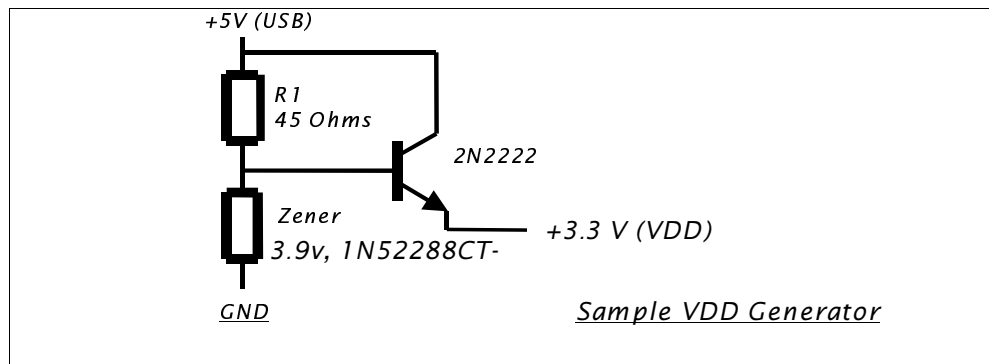 +5V (USB)
R1
45 Ohms
2N2222
Zener
+3.3 V (VDD)
3.9v, 1N52288CT-
GND
Sample VDD Generator